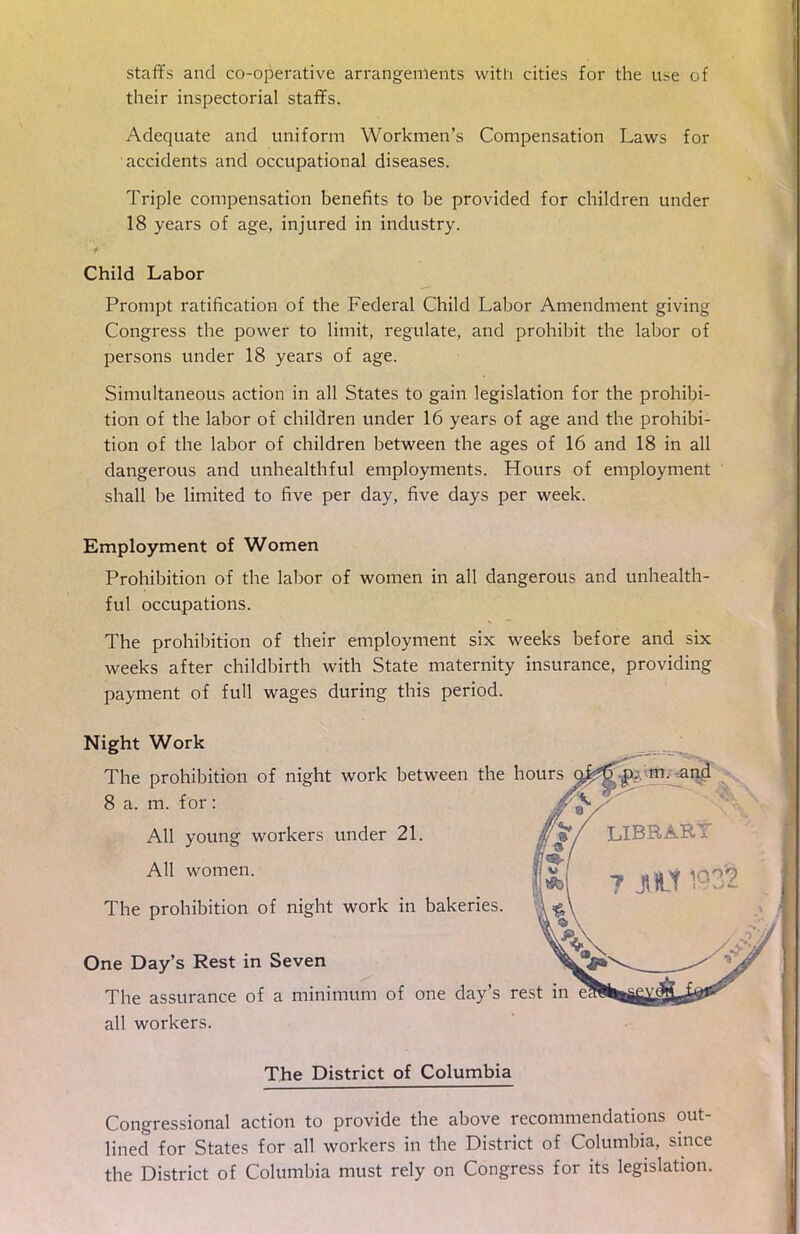 staffs and co-operative arrangements with cities for the use of
their inspectorial staffs.
Adequate and uniform Workmen's Compensation Laws for
accidents and occupational diseases.
Triple compensation benefits to be provided for children under
18 years of age, injured in industry.
Child Labor
Prompt ratification of the Federal Child Labor Amendment giving
Congress the power to limit, regulate, and prohibit the labor of
persons under 18 years of age.
Simultaneous action in all States to gain legislation for the prohibi-
tion of the labor of children under 16 years of age and the prohibi-
tion of the labor of children between the ages of 16 and 18 in all
dangerous and unhealthful employments. Hours of employment
shall be limited to five per day, five days per week.
Employment of Women
Prohibition of the labor of women in all dangerous and unhealth-
ful occupations.
The prohibition of their employment six weeks before and six
weeks after childbirth with State maternity insurance, providing
payment of full wages during this period.
Night Work
The prohibition of night work between the hours of 6 p. m. and
8 a. m. for:
All young workers under 21.
All women.
The prohibition of night work in bakeries.
LIBRARY
7 JULY 1932
One Day's Rest in Seven
The assurance of a minimum of one day's rest in each seven for
all workers.
The District of Columbia
Congressional action to provide the above recommendations out-
lined for States for all workers in the District of Columbia, since
the District of Columbia must rely on Congress for its legislation.